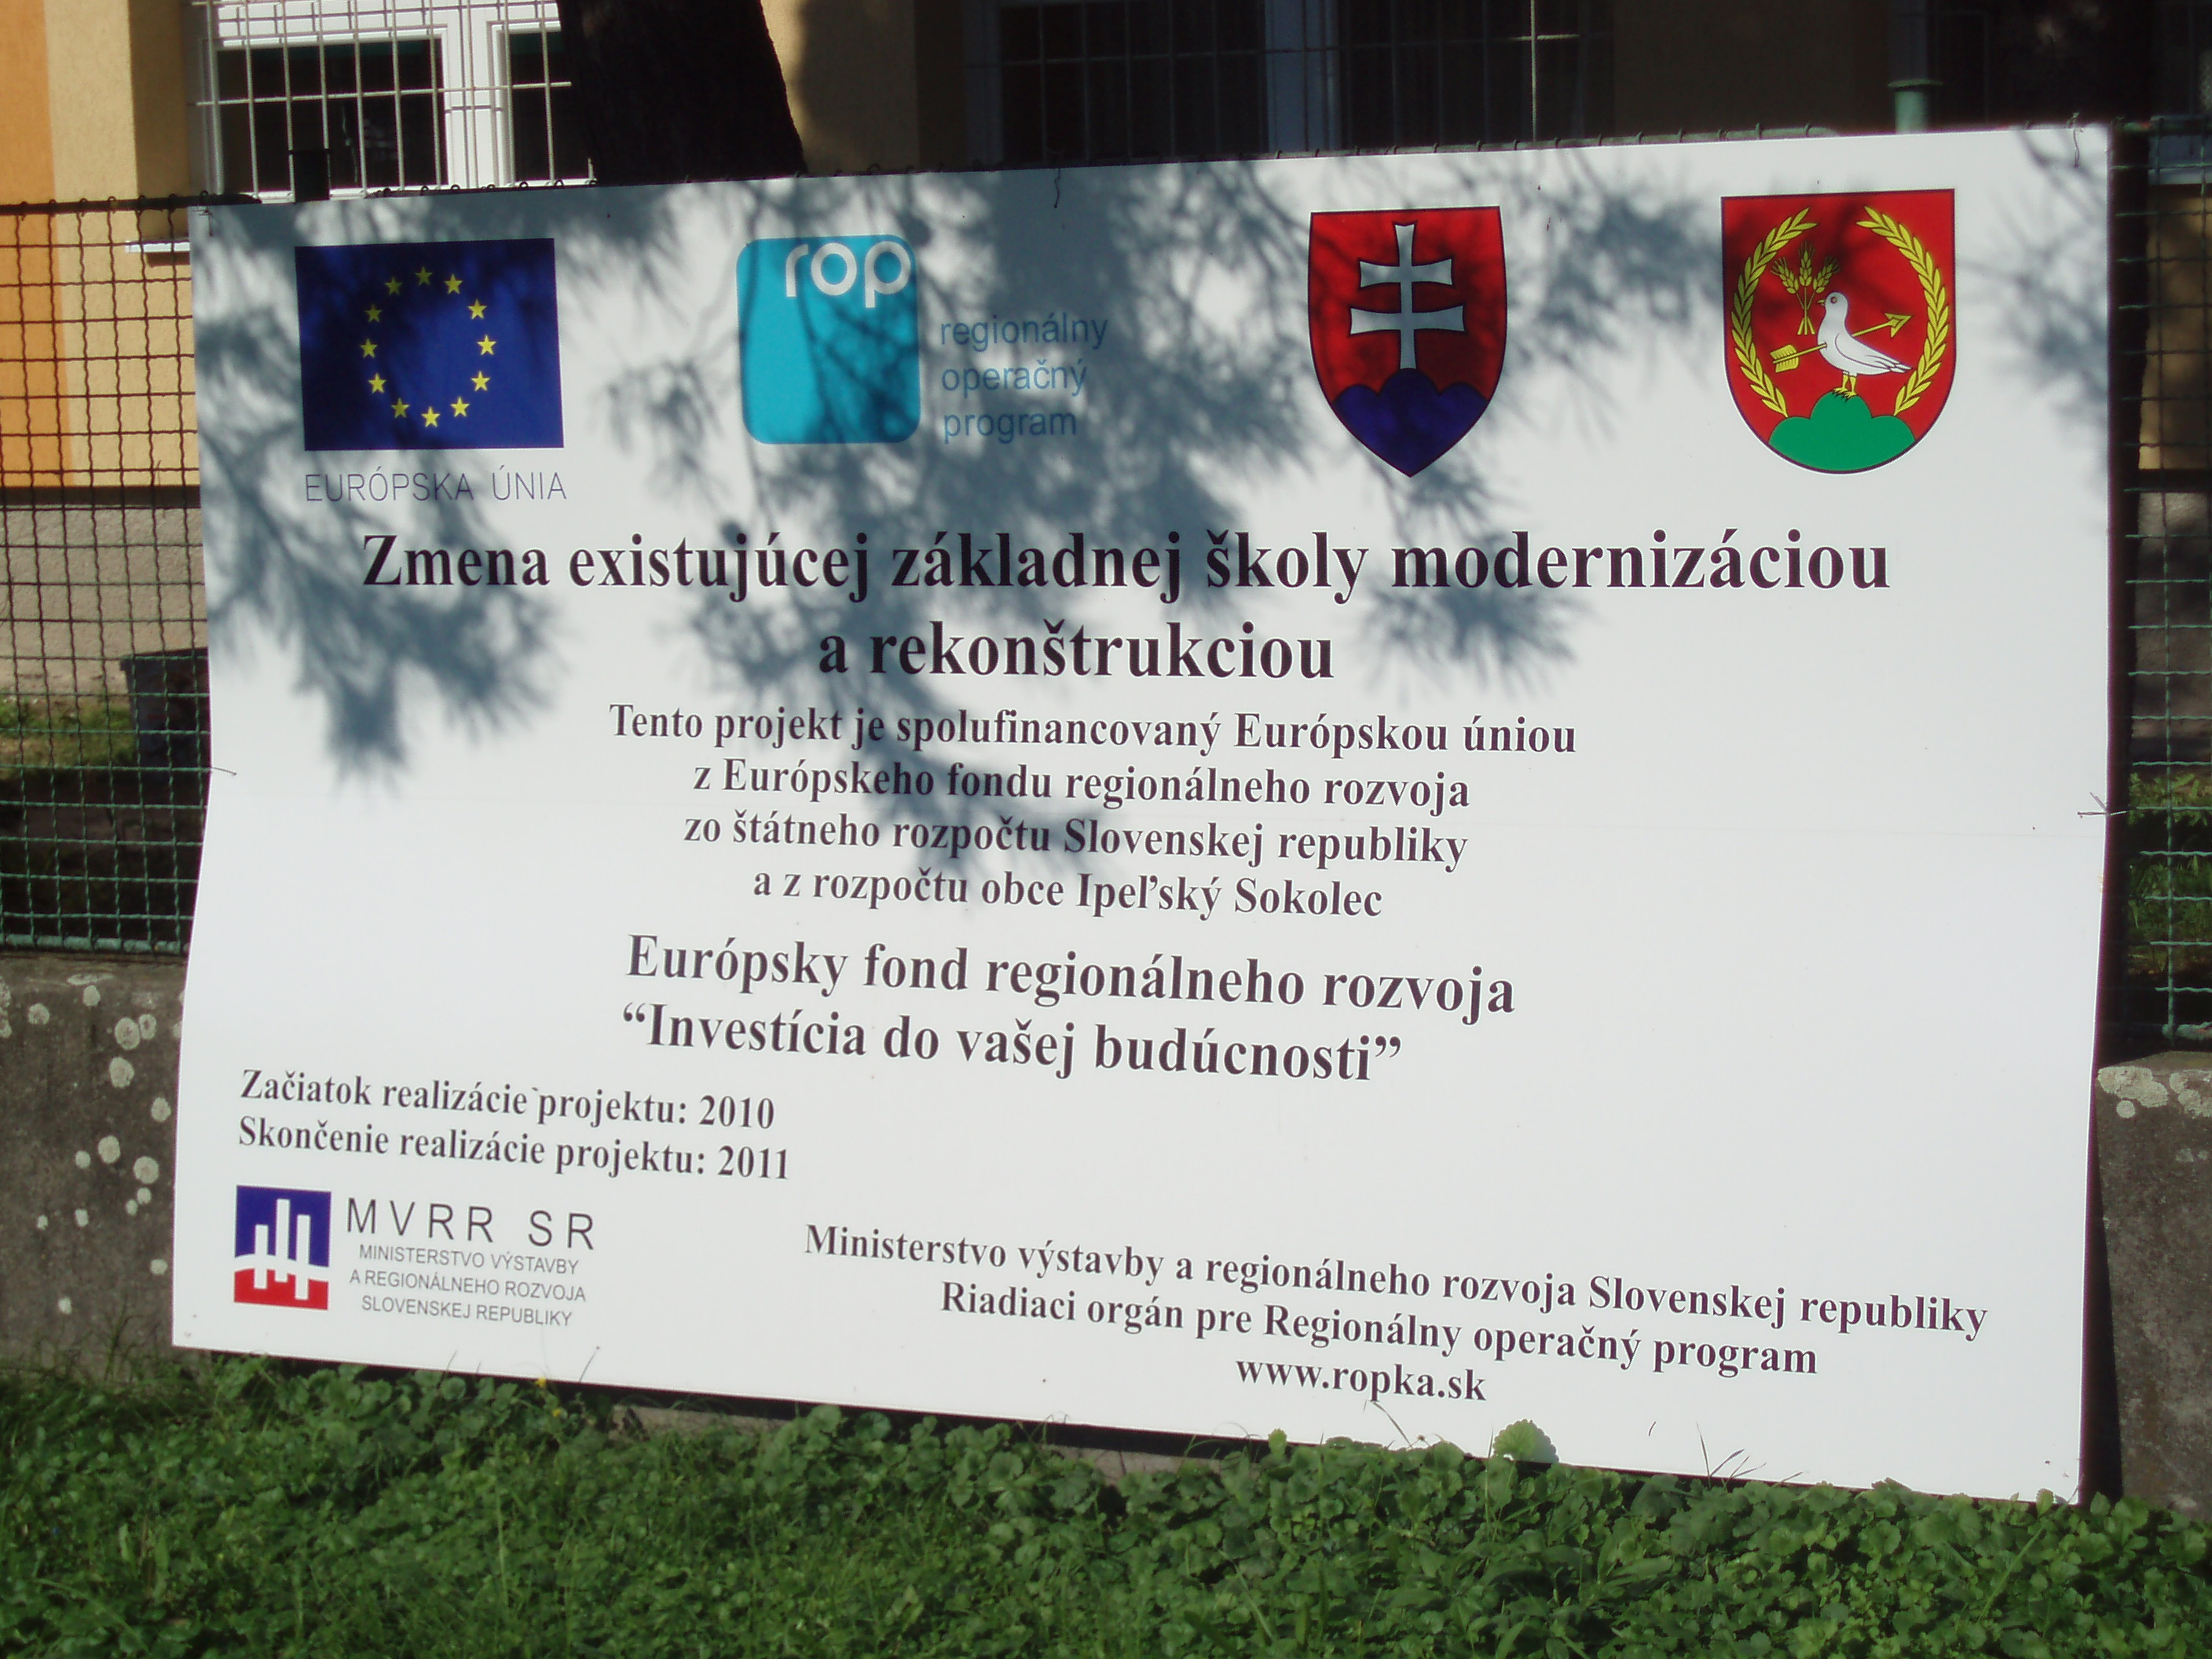 EURÓPSKA ÚNIA
rop
regionálny
operačný
program
Zmena existujúcej základnej školy modernizáciou
a rekonštrukciou
Tento projekt je spolufinancovaný Európskou úniou
z Európskeho fondu regionálneho rozvoja
zo štátneho rozpočtu Slovenskej republiky
a z rozpočtu obce Ipeľský Sokolec
Európsky fond regionálneho rozvoja
“Investícia do vašej budúcnosti”
Začiatok realizácie projektu: 2010
Skončenie realizácie projektu: 2011
MVRR SR
MINISTERSTVO VÝSTAVBY
A REGIONÁLNEHO ROZVOJA
SLOVENSKEJ REPUBLIKY
Ministerstvo výstavby a regionálneho rozvoja Slovenskej republiky
Riadiaci orgán pre Regionálny operačný program
www.ropka.sk